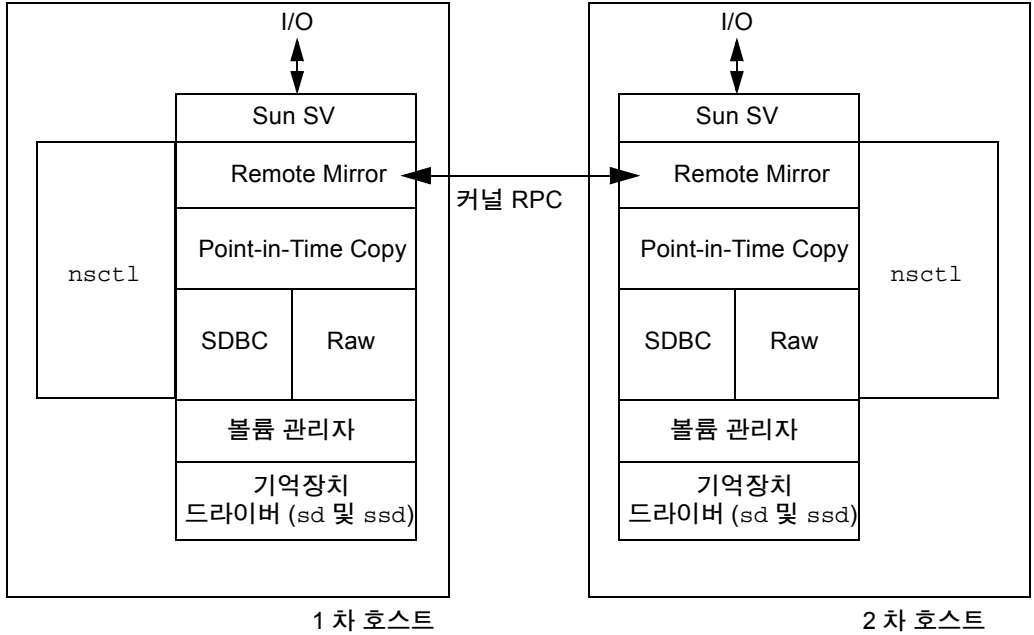 I/O
Sun SV
Remote Mirror
Point-in-Time Copy
nsctl
SDBC
Raw
볼륨 관리자
기억장치
드라이버 (sd 및 ssd)
1 차 호스트
커널 RPC
I/O
Sun SV
Remote Mirror
Point-in-Time Copy
nsctl
SDBC
Raw
볼륨 관리자
기억장치
드라이버 (sd 및 ssd)
2 차 호스트